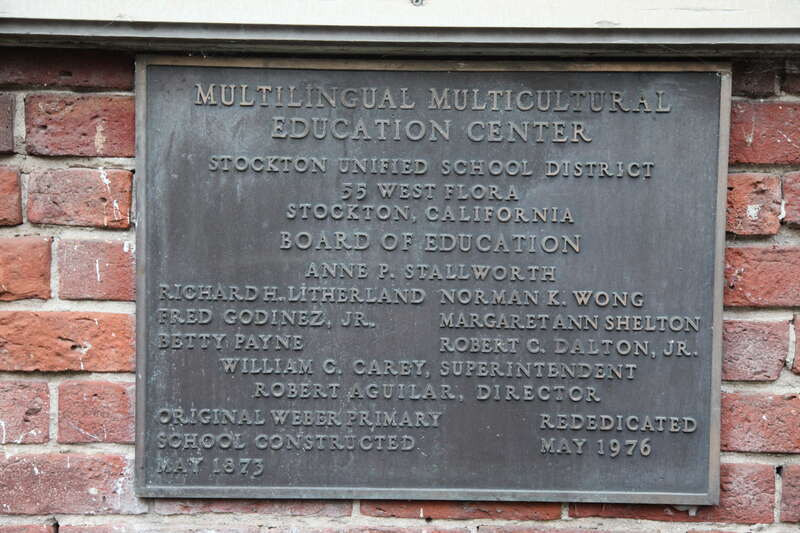 MULTILINGUAL MULTICULTURAL
EDUCATION CENTER
STOCKTON UNIFIED SCHOOL DISTRICT
55 WEST FLORA
STOCKTON, CALIFORNIA
BOARD OF EDUCATION
ANNE P. STALLWORTH
RICHARD H. LITHERLAND NORMAN K. WONG
FRED GODINEZ, JR. MARGARET ANN SHELTON
BETTY PAYNE ROBERT C. DALTON, JR.
WILLIAM C. CAREY, SUPERINTENDENT
ROBERT AGUILAR, DIRECTOR
ORIGINAL WEBER PRIMARY REDEDICATED
SCHOOL CONSTRUCTED MAY 1976
MAY 1873